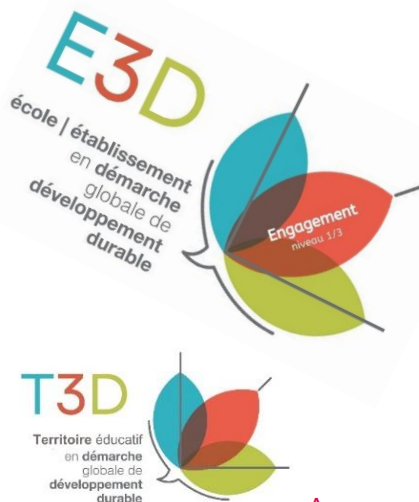 E3D
école | établissement
en démarche
globale de
développement
durable
Engagement
niveau 1/3
T3D
Territoire éducatif
en démarche
globale de
développement
durable